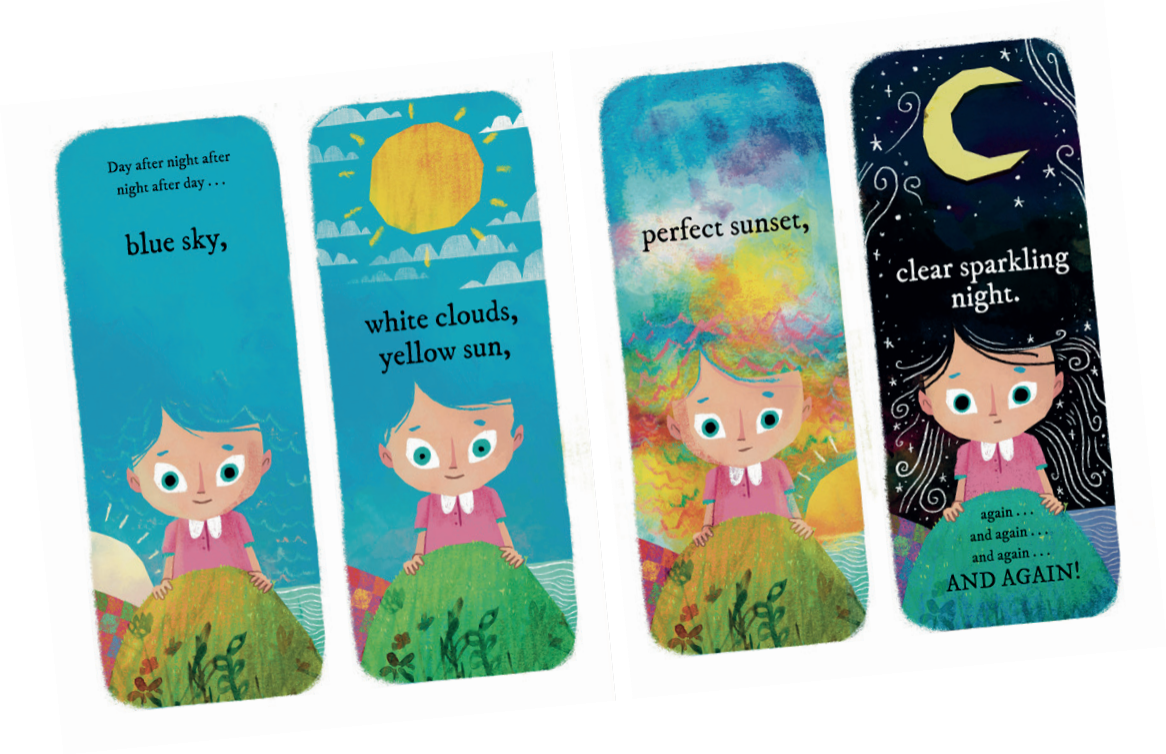 Day after night after
night after day . . .
blue sky,
white clouds,
yellow sun,
perfect sunset,
clear sparkling
night.
again . . .
and again . . .
and again . . .
AND AGAIN!